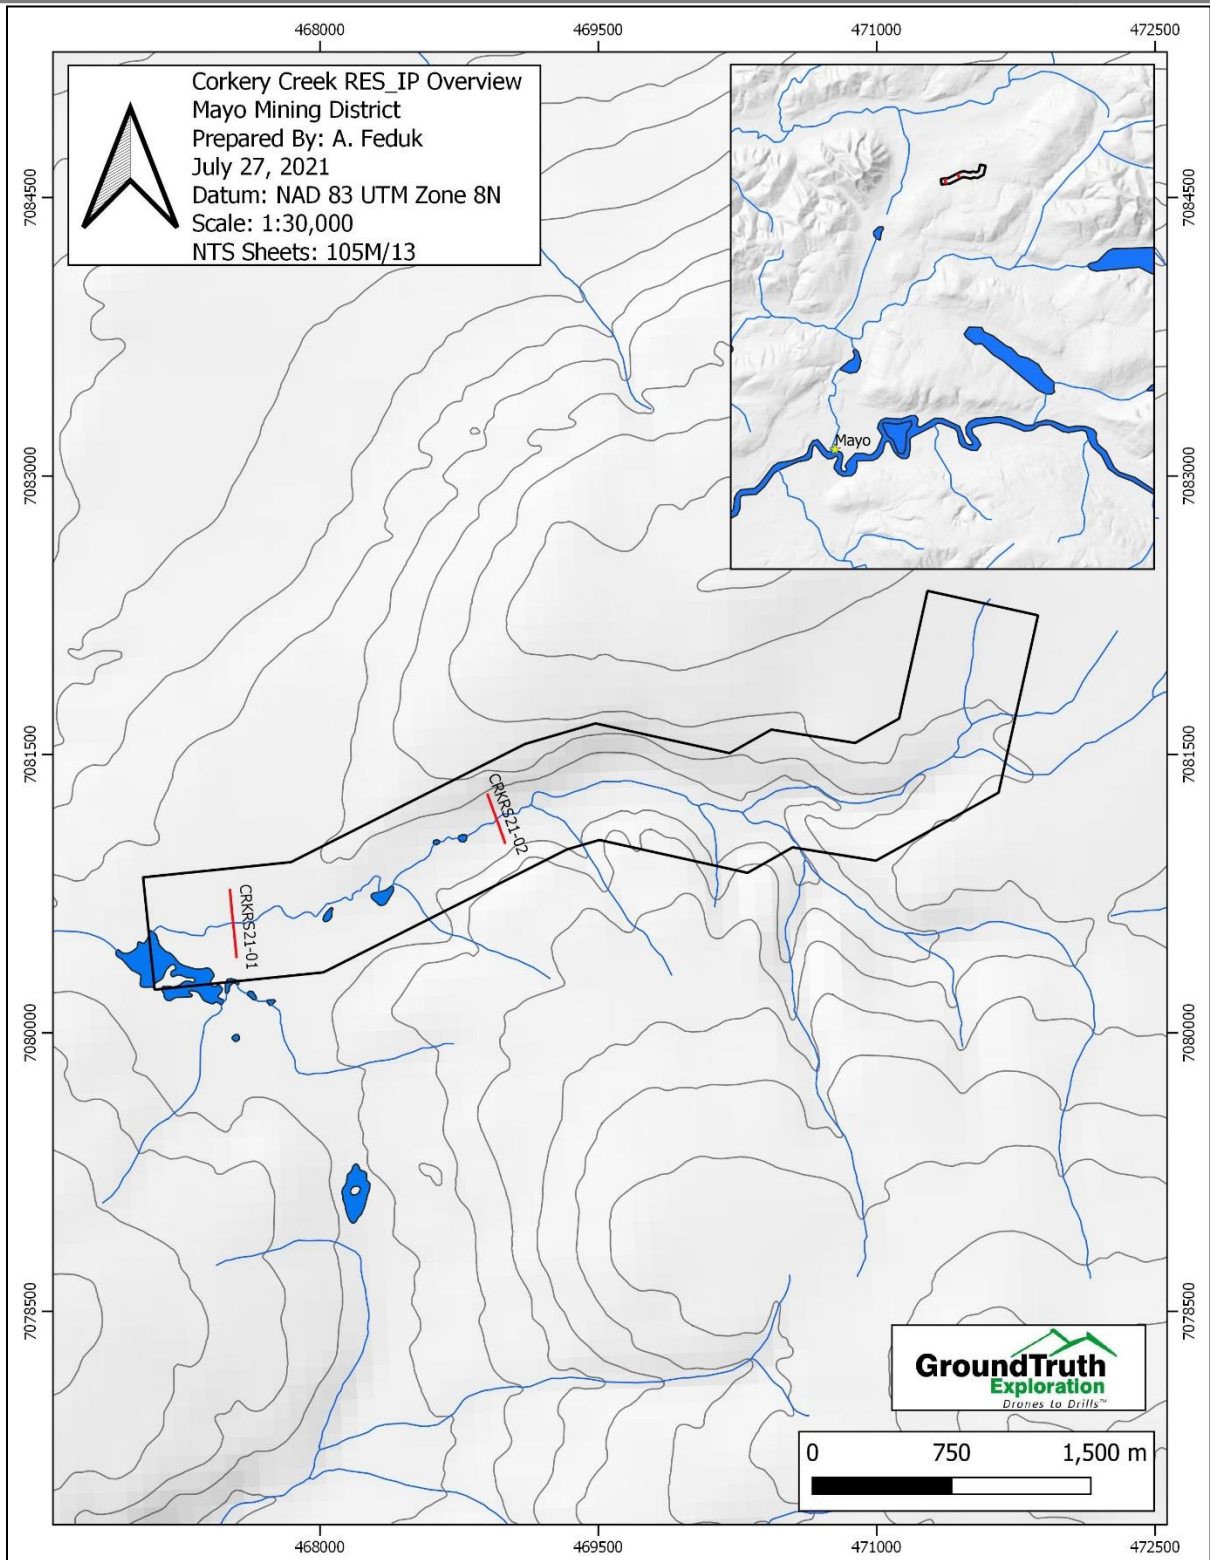 468000
469500
471000
472500
Corkery Creek RES_IP Overview
Mayo Mining District
Prepared By: A. Feduk
July 27, 2021
Datum: NAD 83 UTM Zone 8N
Scale: 1:30,000
NTS Sheets: 105M/13
7084500
7084500
Mayo
7083000
7083000
7081500
7081500
CRKRS21-02
CRKRS21-01
7080000
7080000
7078500
7078500
GroundTruth
Exploration
Drones to Drills™
0 750 1,500 m
468000
469500
471000
472500